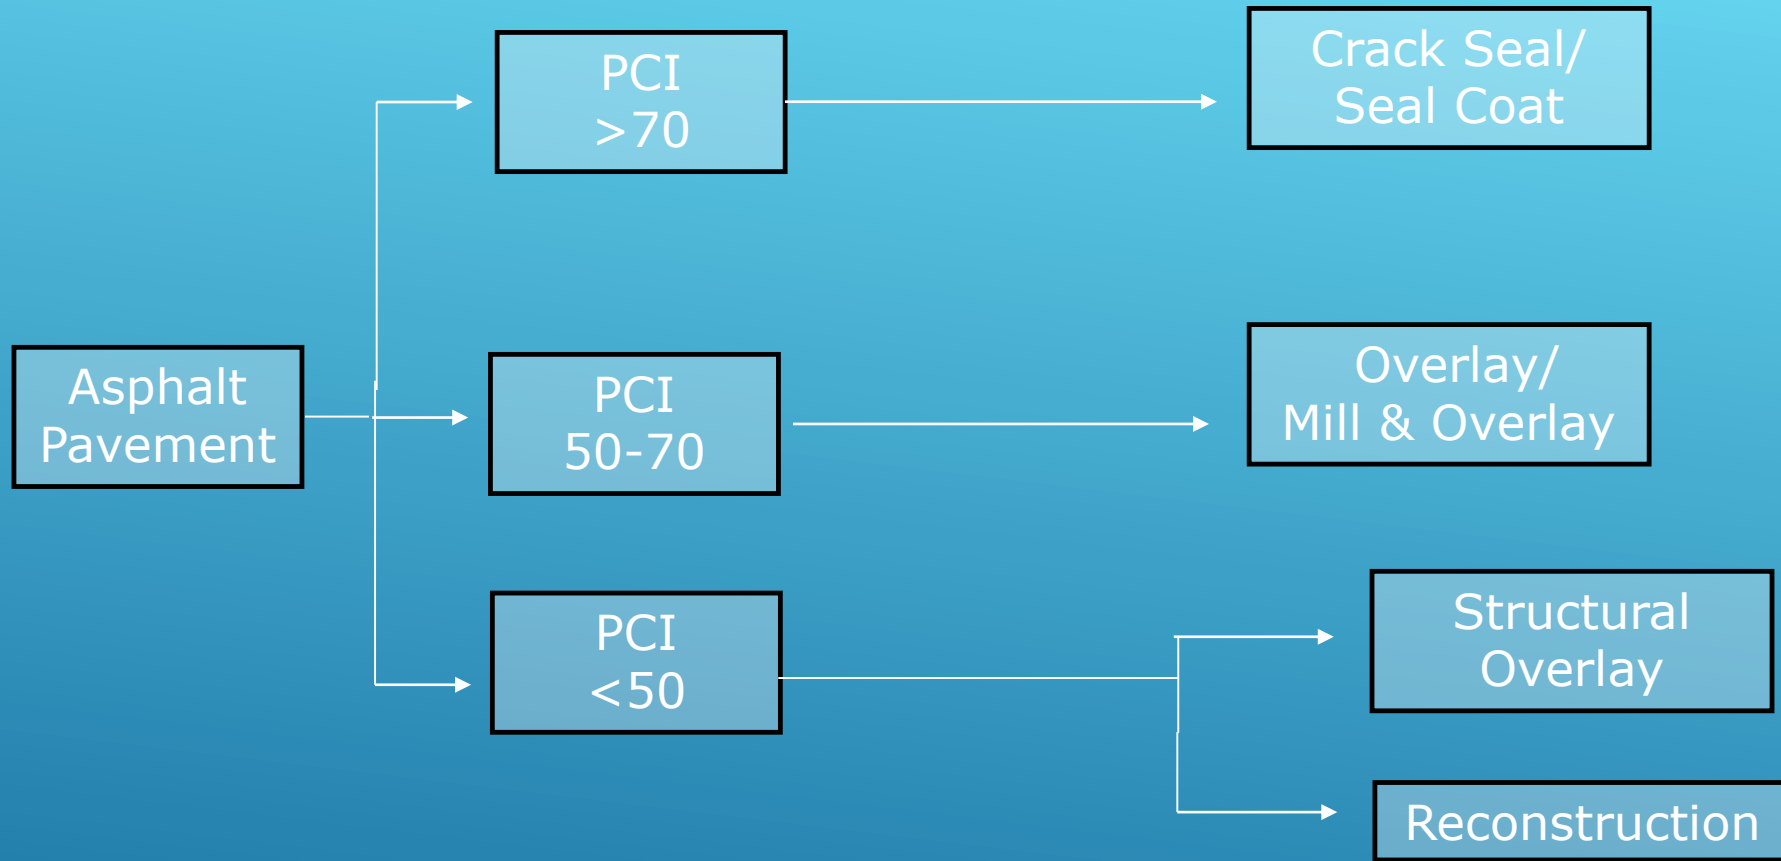 Asphalt
Pavement
PCI
>70
Crack Seal/
Seal Coat
PCI
50-70
Overlay/
Mill & Overlay
PCI
<50
Structural
Overlay
Reconstruction